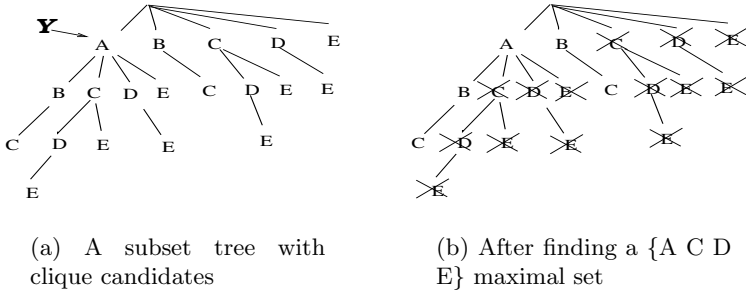 Y
A B C D E
B C D E C D E E
C D E E E
E
A B C D E
B C D E C D E E
C D E E E
E
(a) A subset tree with
clique candidates
(b) After finding a {A C D
E} maximal set